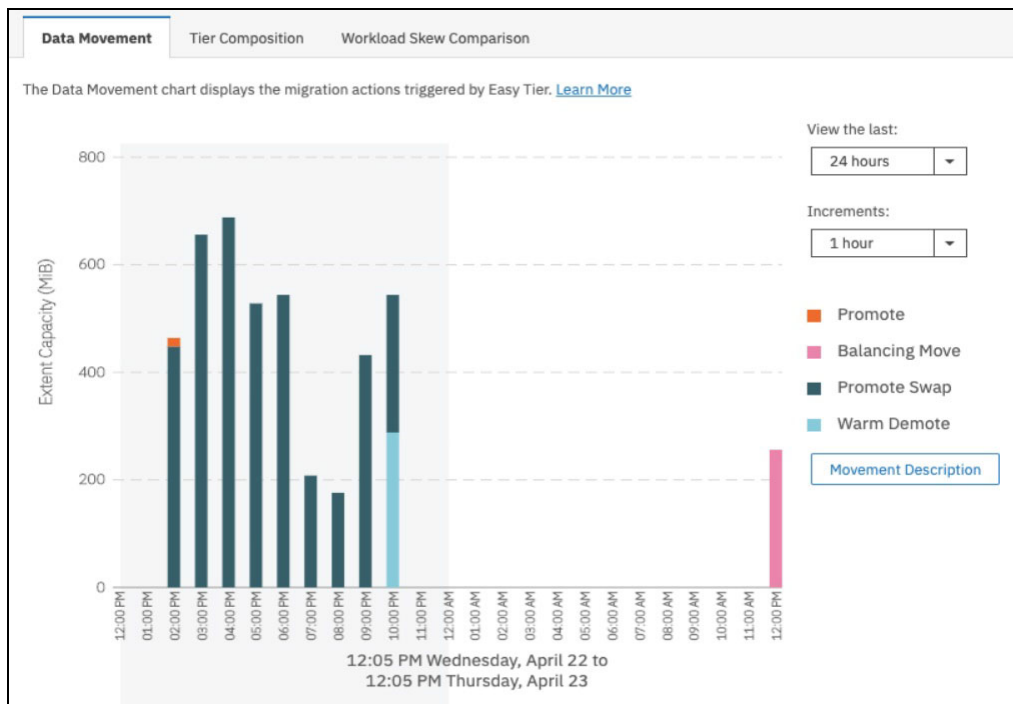 Data Movement
Tier Composition
Workload Skew Comparison
The Data Movement chart displays the migration actions triggered by Easy Tier. Learn More
View the last:
24 hours
Increments:
1 hour
Promote
Balancing Move
Promote Swap
Warm Demote
Movement Description
Extent Capacity (MiB)
800
600
400
200
0
12:00 PM
01:00 PM
02:00 PM
03:00 PM
04:00 PM
05:00 PM
06:00 PM
07:00 PM
08:00 PM
09:00 PM
10:00 PM
11:00 PM
12:00 AM
01:00 AM
02:00 AM
03:00 AM
04:00 AM
05:00 AM
06:00 AM
07:00 AM
08:00 AM
09:00 AM
10:00 AM
11:00 AM
12:00 PM
12:05 PM Wednesday, April 22 to
12:05 PM Thursday, April 23